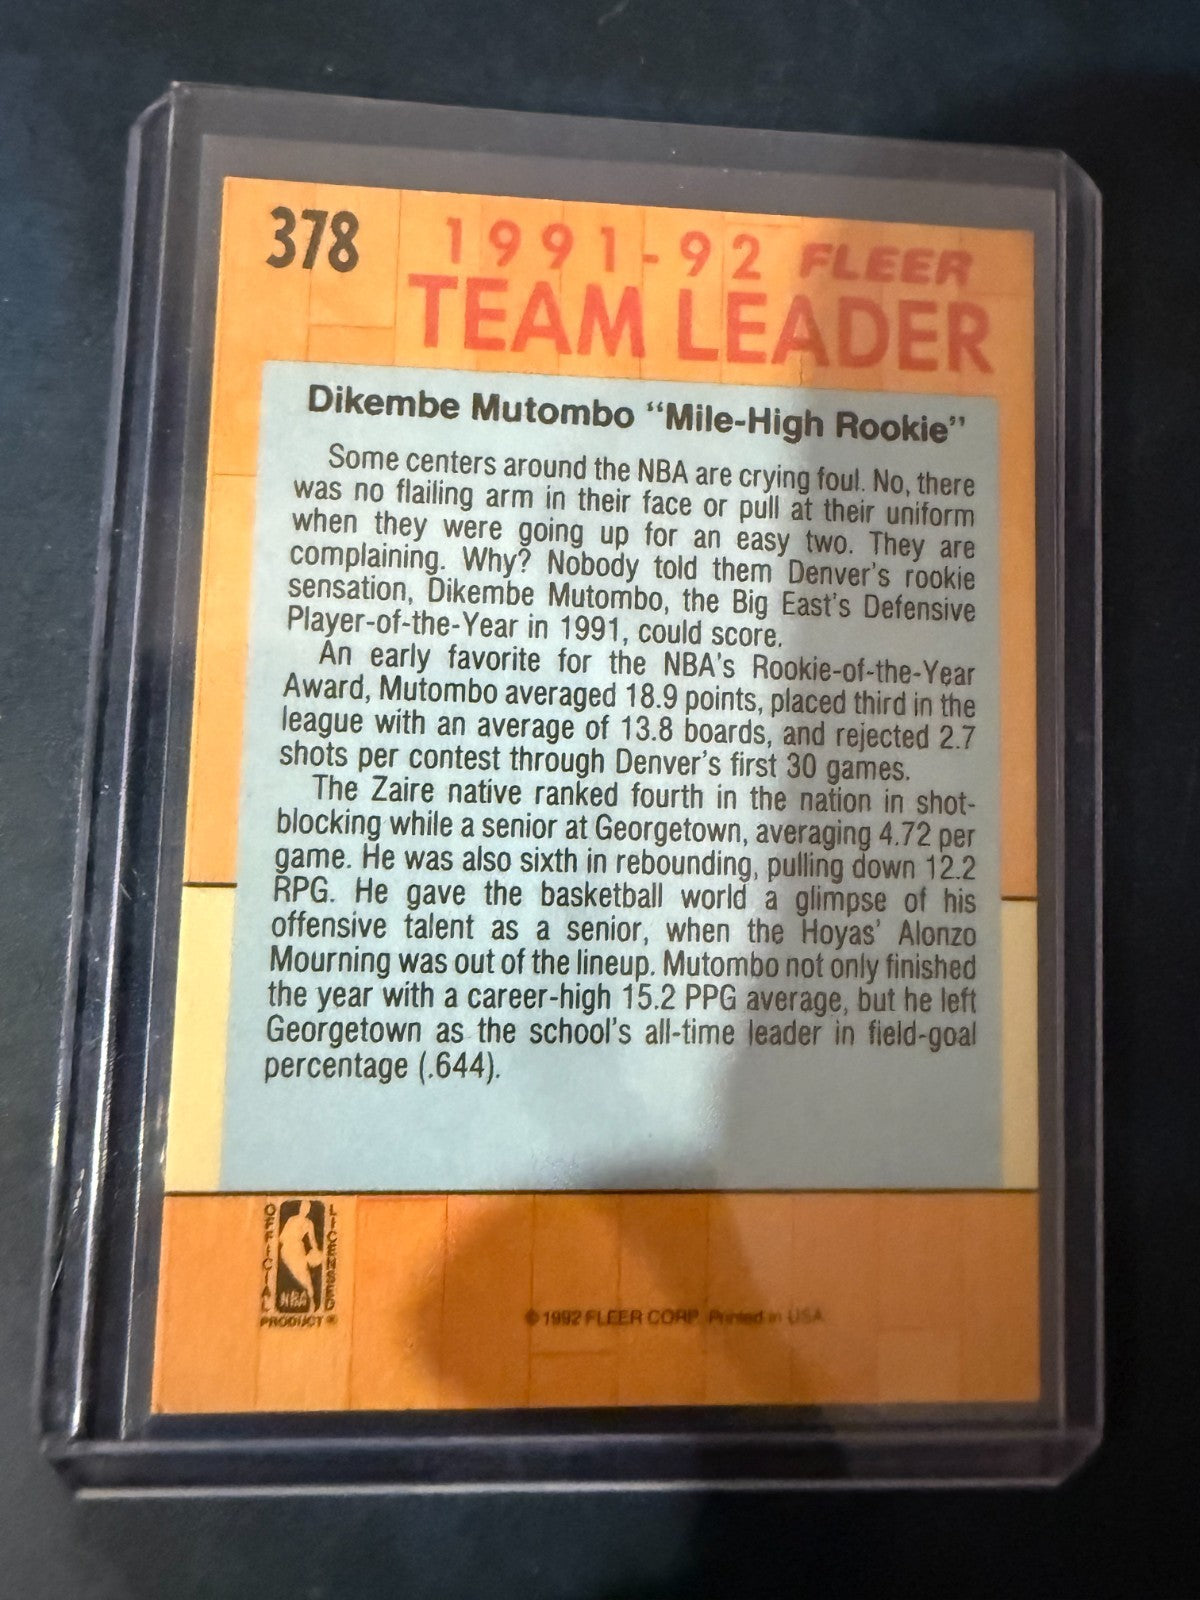 378
1991-92 FLEER
TEAM LEADER
Dikembe Mutombo "Mile-High Rookie"
Some centers around the NBA are crying foul. No, there
was no flailing arm in their face or pull at their uniform
when they were going up for an easy two. They are
complaining. Why? Nobody told them Denver's rookie
sensation, Dikembe Mutombo, the Big East's Defensive
Player-of-the-Year in 1991, could score.
An early favorite for the NBA's Rookie-of-the-Year
Award, Mutombo averaged 18.9 points, placed third in the
league with an average of 13.8 boards, and rejected 2.7
shots per contest through Denver's first 30 games.
The Zaire native ranked fourth in the nation in shot-
blocking while a senior at Georgetown, averaging 4.72 per
game. He was also sixth in rebounding, pulling down 12.2
RPG. He gave the basketball world a glimpse of his
offensive talent as a senior, when the Hoyas' Alonzo
Mourning was out of the lineup. Mutombo not only finished
the year with a career-high 15.2 PPG average, but he left
Georgetown as the school's all-time leader in field-goal
percentage (.644).
OFFICIAL
LICENSED
NBA
PRODUCT®
©1992 FLEER CORP. Printed in USA